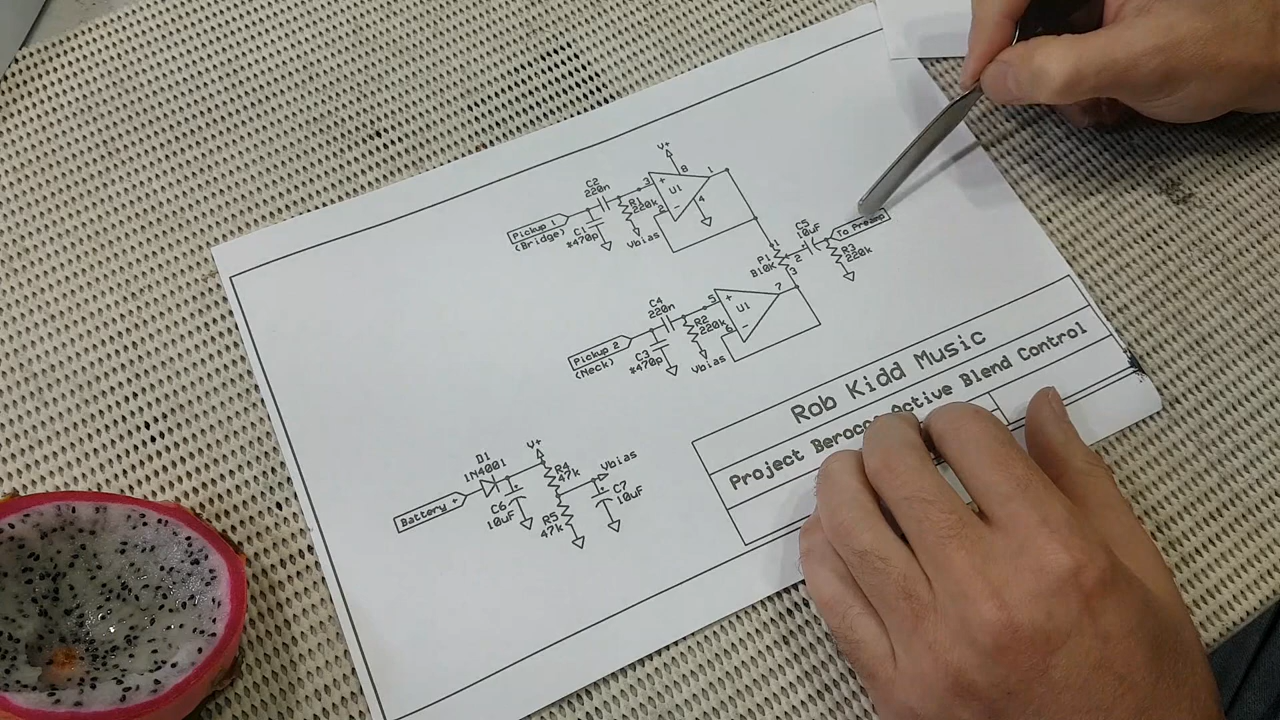 V+
8
1
3
U1
2
4
C2
220n
R1
220k
Pickup 1
(Bridge)
C1
*470p
Vbias
C5
10uF
To Preamp
P1
B10K
1
2
3
R3
220k
C4
220n
5
7
U1
6
R2
220k
Pickup 2
(Neck)
C3
*470p
Vbias
Rob Kidd Music
Active Blend Control
Project
D1
1N4001
V+
R4
47k
Vbias
Battery +
C6
10uF
R5
47k
C7
10uF